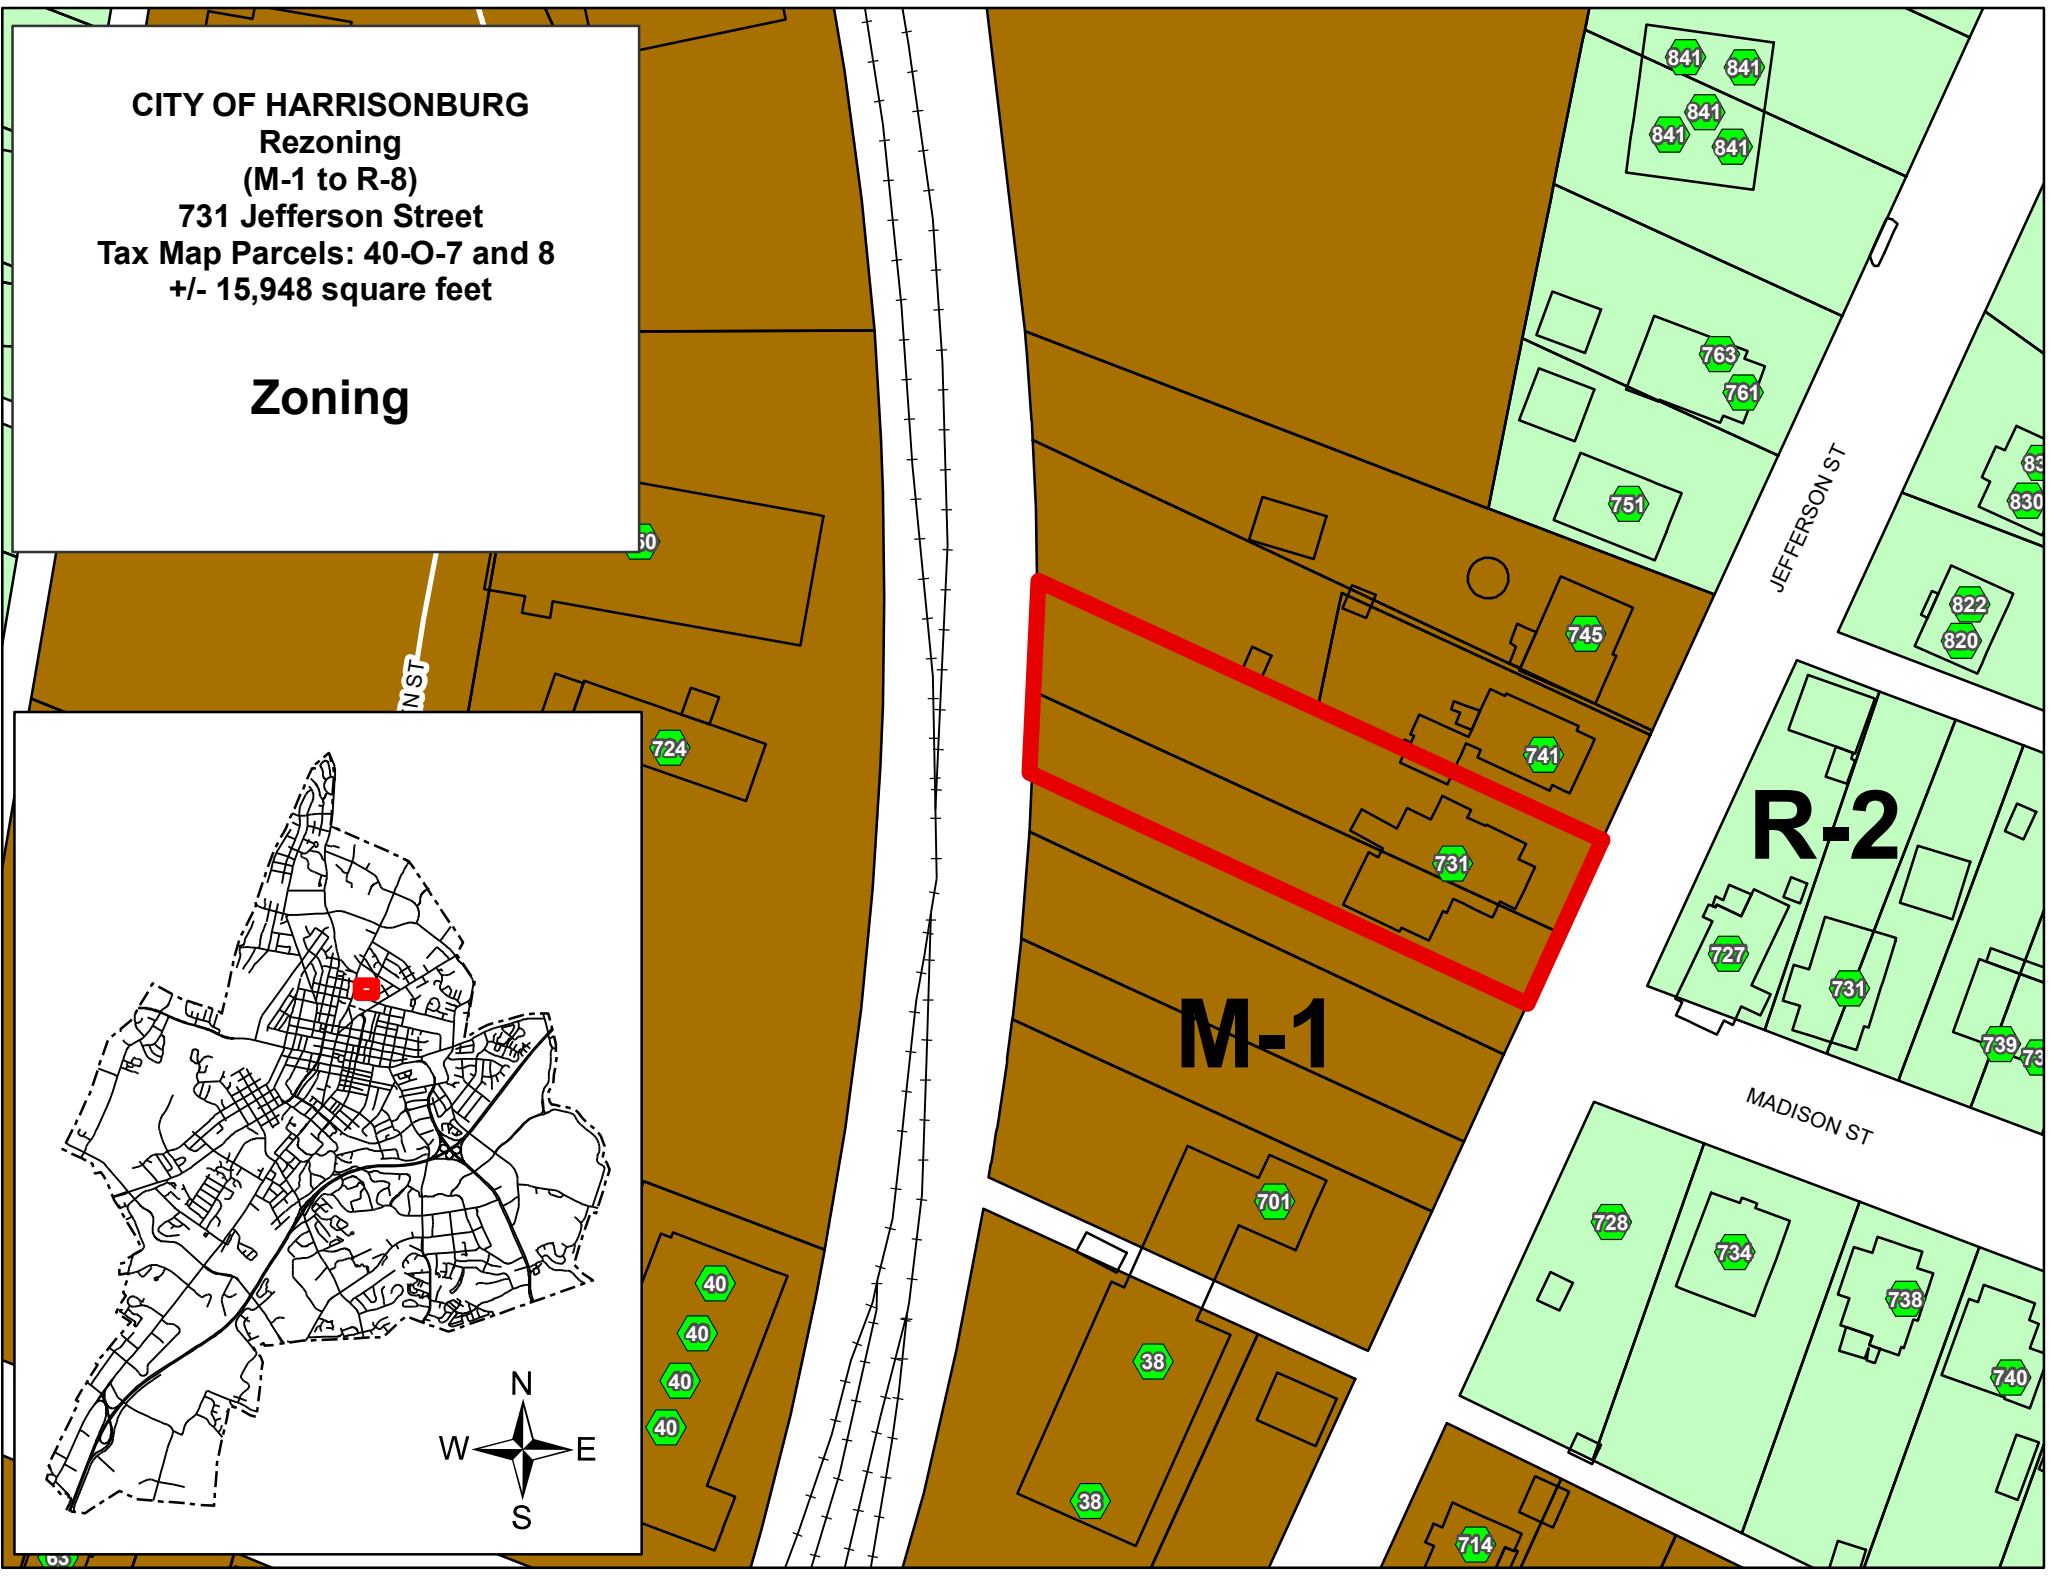 CITY OF HARRISONBURG
Rezoning
(M-1 to R-8)
731 Jefferson Street
Tax Map Parcels: 40-O-7 and 8
+/- 15,948 square feet
Zoning
841
841
841
841
841
763
761
751
JEFFERSON ST
830
822
820
745
741
731
724
N ST
R-2
727
731
739
M-1
MADISON ST
701
728
734
738
740
40
40
40
40
38
38
714
63
N
W
E
S